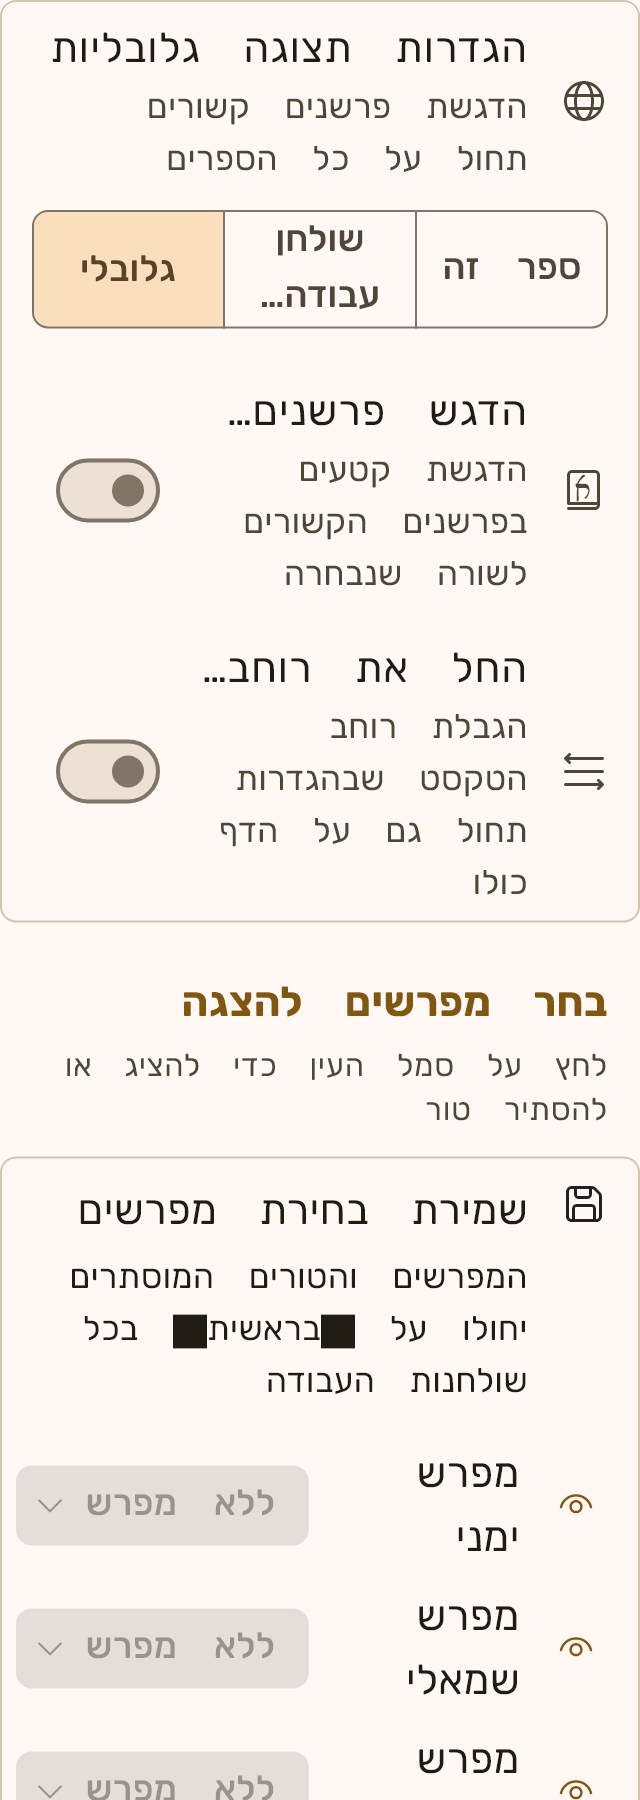 הגדרות תצוגה גלובליות
הדגשת פרשנים קשורים
תחול על כל הספרים
ספר זה
שולחן
עבודה...
גלובלי
הדגש פרשנים...
הדגשת קטעים
בפרשנים הקשורים
לשורה שנבחרה
החל את רוחב...
הגבלת רוחב
הטקסט שבהגדרות
תחול גם על הדף
כולו
בחר מפרשים להצגה
לחץ על סמל העין כדי להציג או
להסתיר טור
שמירת בחירת מפרשים
המפרשים והטורים המוסתרים
יחולו על ■בראשית■ בכל
שולחנות העבודה
מפרש
ימני
ללא מפרש
מפרש
שמאלי
ללא מפרש
מפרש
ללא מפרש